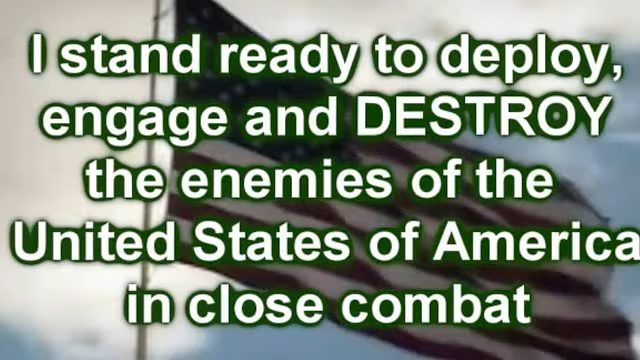 I stand ready to deploy,
engage and DESTROY
the enemies of the
United States of America
in close combat